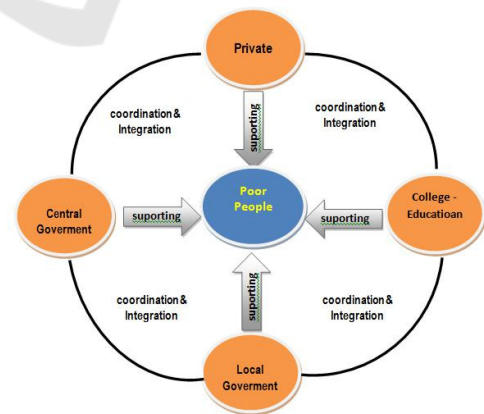 Private
coordination &
Integration
coordination &
Integration
suporting
Central
Goverment
suporting
Poor
People
suporting
College -
Educatioan
coordination &
Integration
suporting
coordination &
Integration
Local
Goverment